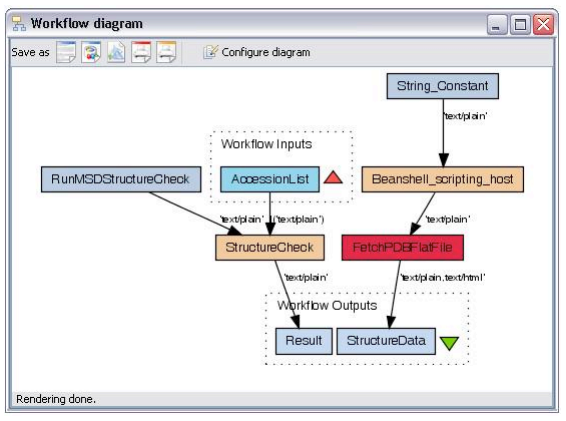 Workflow diagram
Save as
Configure diagram
String_Constant
'text/plain'
Workflow Inputs
RunMSDStructureCheck
AccessionList
Beanshell_scripting_host
'text/plain'
l('text/plain')
'text/plain'
StructureCheck
FetchPDBFlatFile
'text/plain'
'text/plain,text/html'
Workflow Outputs
Result
StructureData
Rendering done.